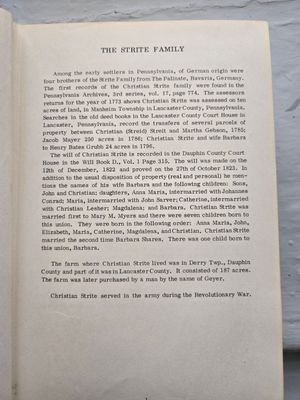 THE STRITE FAMILY
Among the early settlers in Pennsylvania, of German origin were
four brothers of the Strite Family from The Palinate, Bavaria, Germany.
The first records of the Christian Strite family were found in the
Pennsylvania Archives, 3rd series, vol. 17, page 774. The assessors
returns for the year of 1773 shows Christian Strite was assessed on ten
acres of land, in Manheim Township in Lancaster County, Pennsylvania.
Searches in the old deed books in the Lancaster County Court House in
Lancaster, Pennsylvania, record the transfers of several parcels of
property between Christian (Streid) Streit and Martha Gehson, 1785;
Jacob Mayer 250 acres in 1786; Christian Strite and wife Barbara
to Henry Bates Grubb 24 acres in 1796.
The will of Christian Strite is recorded in the Dauphin County Court
House in the Will Book D., Vol. 1 Page 315. The will was made on the
12th of December, 1822 and proved on the 27th of October 1823. In
addition to the usual disposition of property (real and personal) he men-
tions the names of his wife Barbara and the following children: Sons,
John and Christian; daughters, Anna Maria, intermarried with Johannes
Conrad; Maria, intermarried with John Sarver; Catherine, intermarried
with Christian Lesher; Magdalena; and Barbara. Christian Strite was
married first to Mary M. Myers and there were seven children born to
this union. They were born in the following order: Anna Maria, John,
Elizabeth, Maria, Catherine, Magdalena, and Christian. Christian Strite
married the second time Barbara Shares. There was one child born to
this union, Barbara.
The farm where Christian Strite lived was in Derry Twp., Dauphin
County and part of it was in Lancaster County. It consisted of 187 acres.
The farm was later purchased by a man by the name of Geyer.
Christian Strite served in the army during the Revolutionary War.